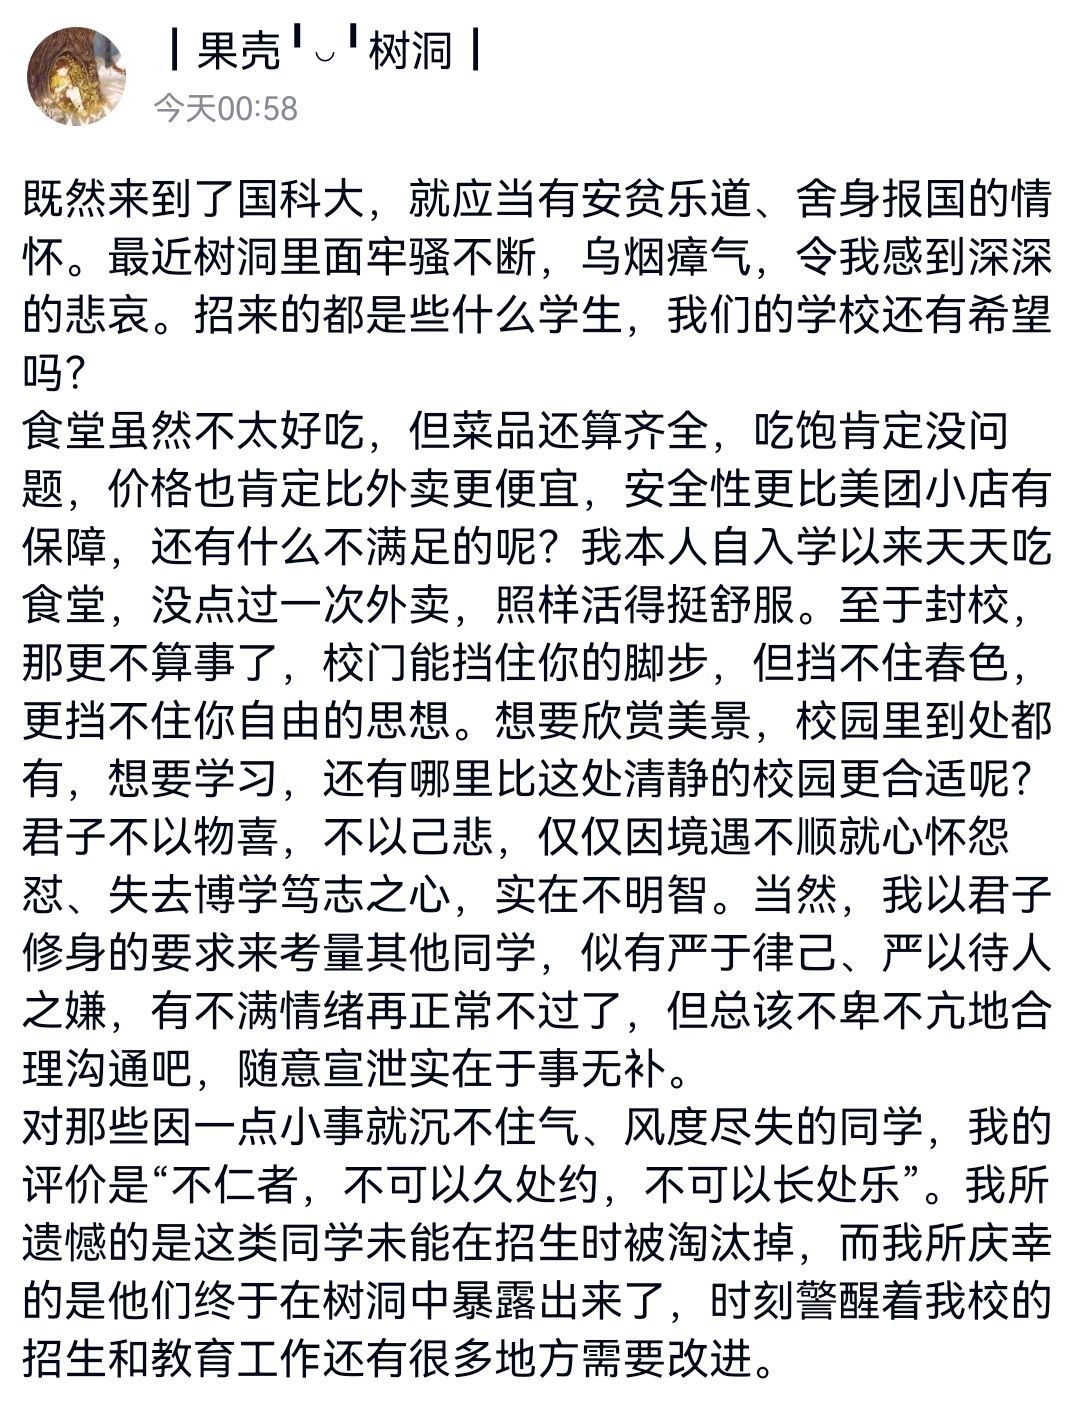 ┃果壳╹◡╹树洞┃
今天00:58
既然来到了国科大，就应当有安贫乐道、舍身报国的情
怀。最近树洞里面牢骚不断，乌烟瘴气，令我感到深深
的悲哀。招来的都是些什么学生，我们的学校还有希望
吗？
食堂虽然不太好吃，但菜品还算齐全，吃饱肯定没问
题，价格也肯定比外卖更便宜，安全性更比美团小店有
保障，还有什么不满足的呢？我本人自入学以来天天吃
食堂，没点过一次外卖，照样活得挺舒服。至于封校，
那更不算事了，校门能挡住你的脚步，但挡不住春色，
更挡不住你自由的思想。想要欣赏美景，校园里到处都
有，想要学习，还有哪里比这处清静的校园更合适呢？
君子不以物喜，不以己悲，仅仅因境遇不顺就心怀怨
怼、失去博学笃志之心，实在不明智。当然，我以君子
修身的要求来考量其他同学，似有严于律己、严以待人
之嫌，有不满情绪再正常不过了，但总该不卑不亢地合
理沟通吧，随意宣泄实在于事无补。
对那些因一点小事就沉不住气、风度尽失的同学，我的
评价是“不仁者，不可以久处约，不可以长处乐”。我所
遗憾的是这类同学未能在招生时被淘汰掉，而我所庆幸
的是他们终于在树洞中暴露出来了，时刻警醒着我校的
招生和教育工作还有很多地方需要改进。